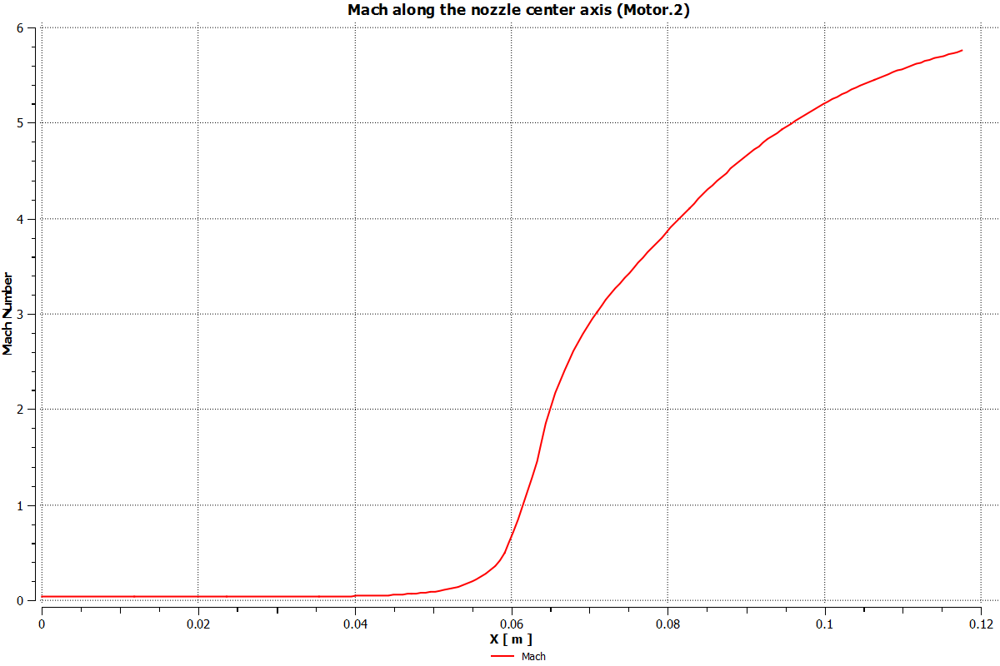 Mach along the nozzle center axis (Motor.2)
6
5
4
3
2
1
0
Mach Number
0 0.02 0.04 0.06 0.08 0.1 0.12
X [ m ]
Mach